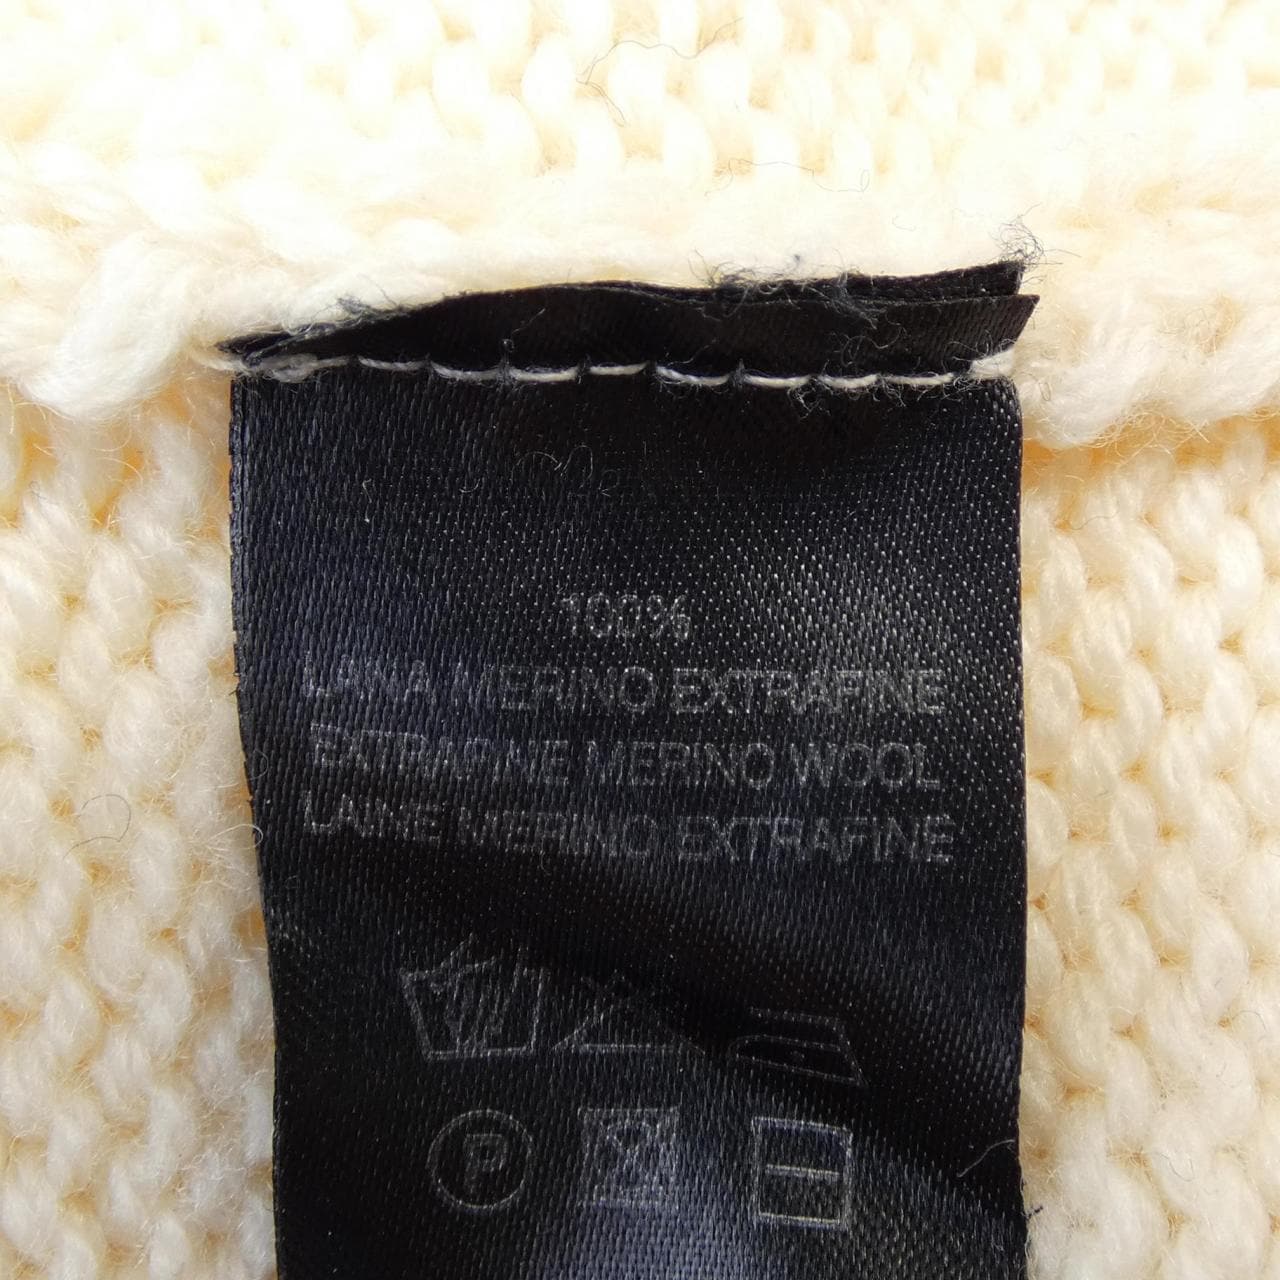 100%
LANA MERINO EXTRAFINE
EXTRAFINE MERINO WOOL
LAINE MERINO EXTRAFINE
P